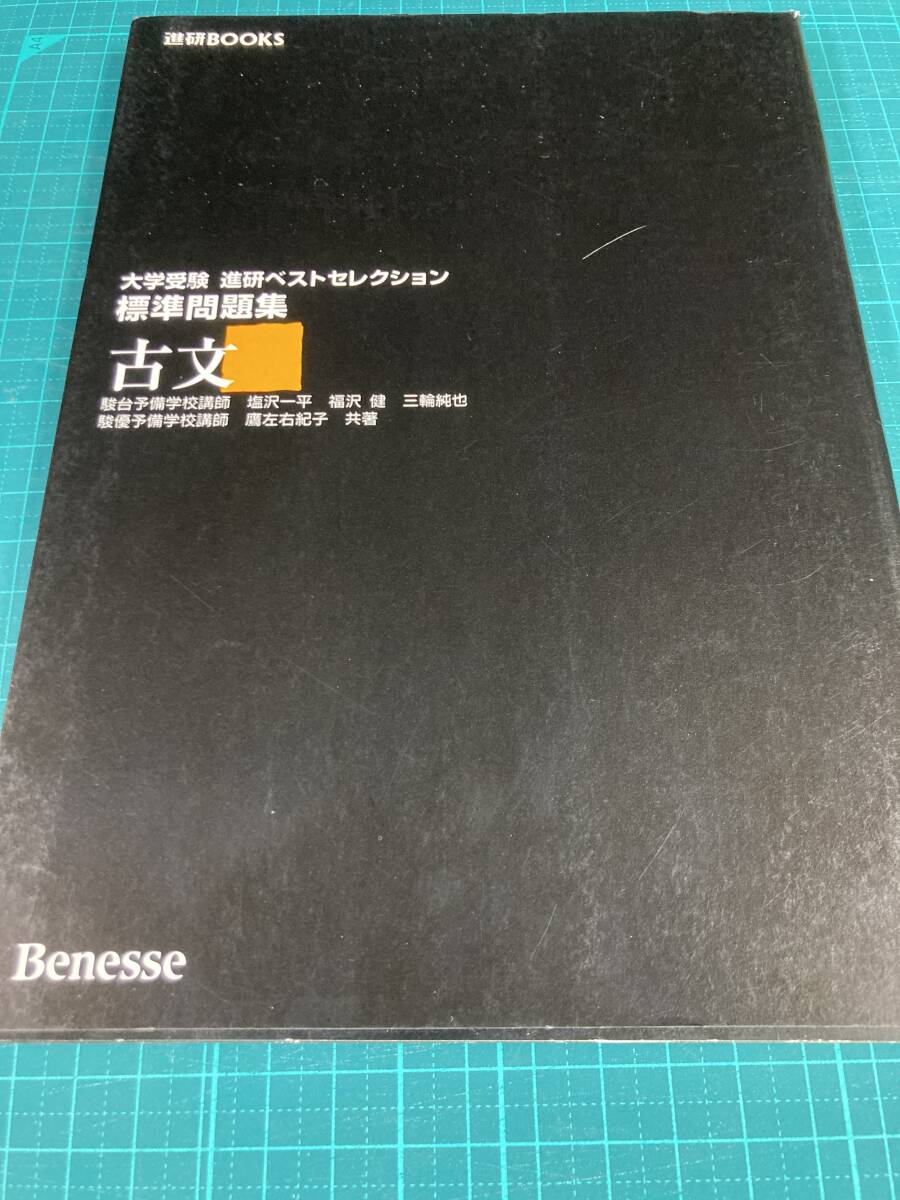 A4
進研BOOKS
大学受験 進研ベストセレクション
標準問題集
古文
駿台予備学校講師 塩沢一平 福沢 健 三輪純也
駿優予備学校講師 鷹左右紀子 共著
Benesse